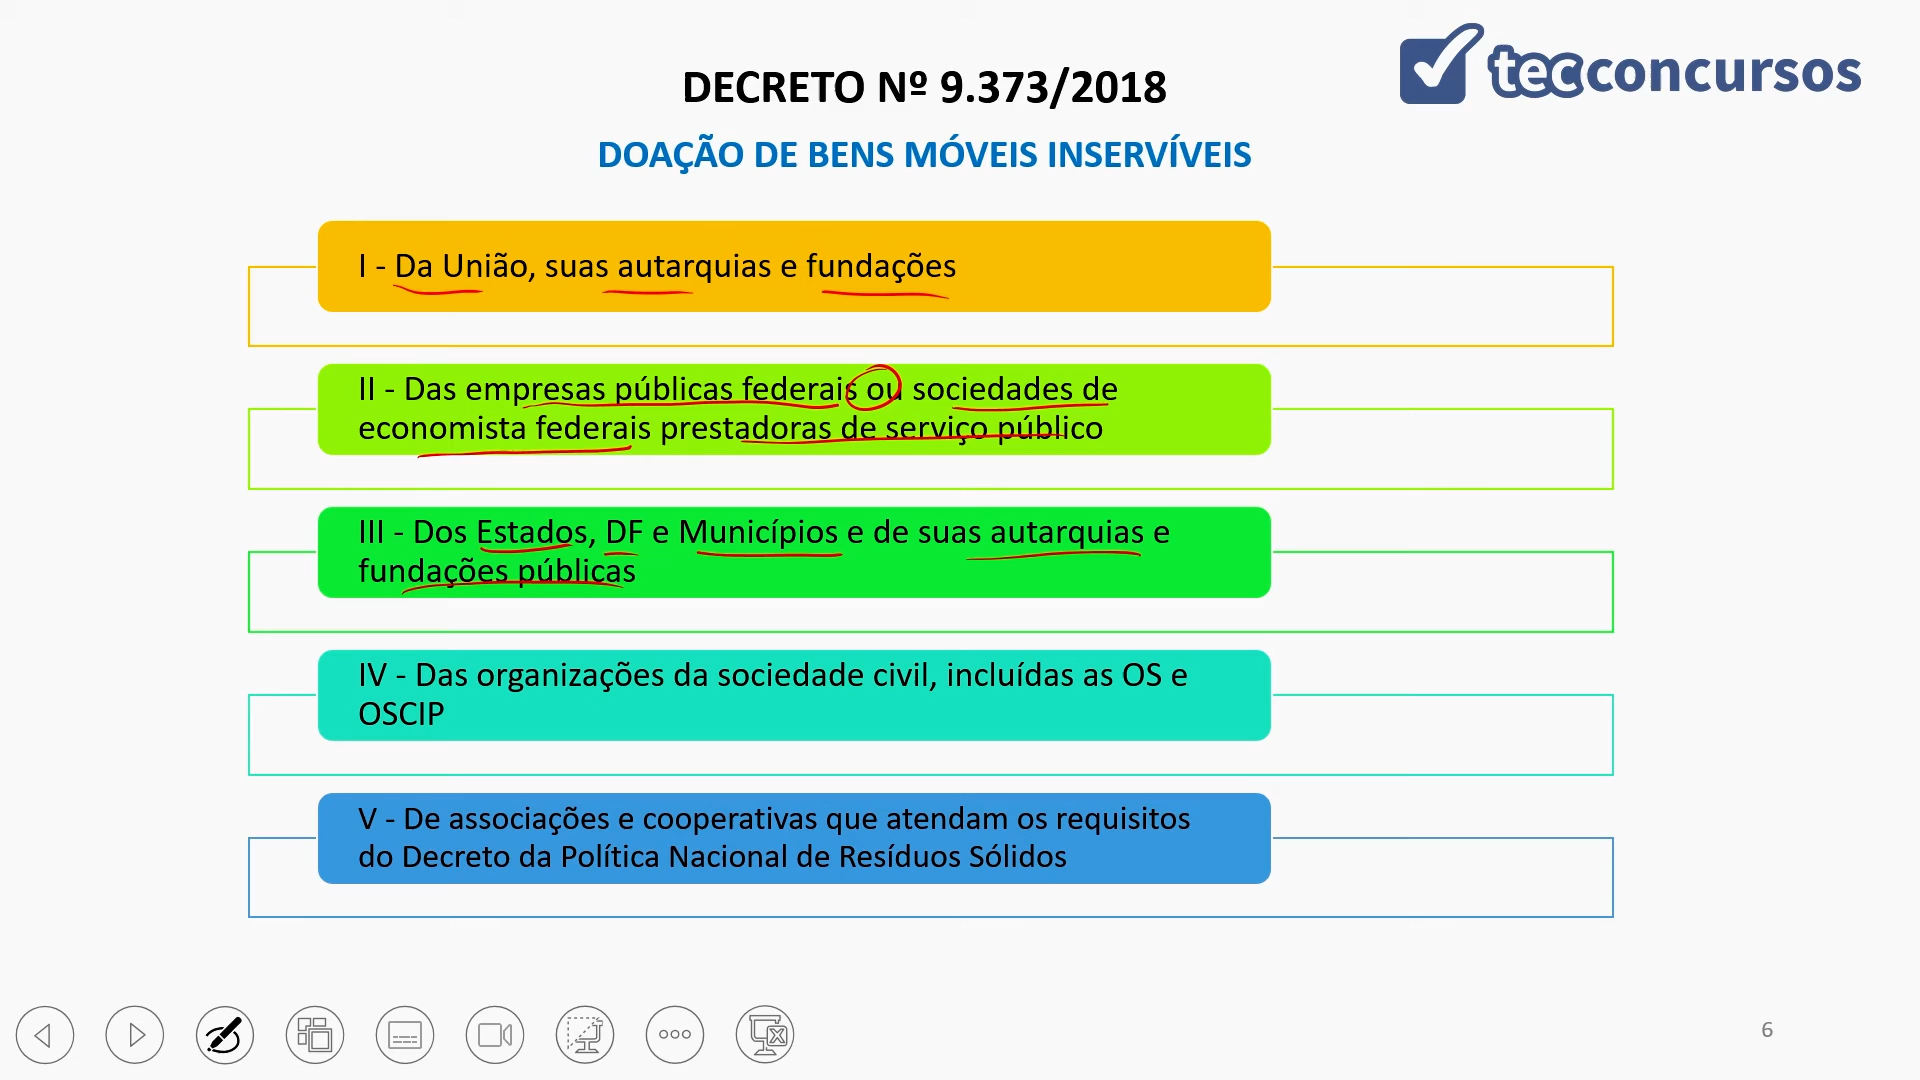 tecconcursos
DECRETO Nº 9.373/2018
DOAÇÃO DE BENS MÓVEIS INSERVÍVEIS
I - Da União, suas autarquias e fundações
II - Das empresas públicas federais ou sociedades de
economista federais prestadoras de serviço público
III - Dos Estados, DF e Municípios e de suas autarquias e
fundações públicas
IV - Das organizações da sociedade civil, incluídas as OS e
OSCIP
V - De associações e cooperativas que atendam os requisitos
do Decreto da Política Nacional de Resíduos Sólidos
6